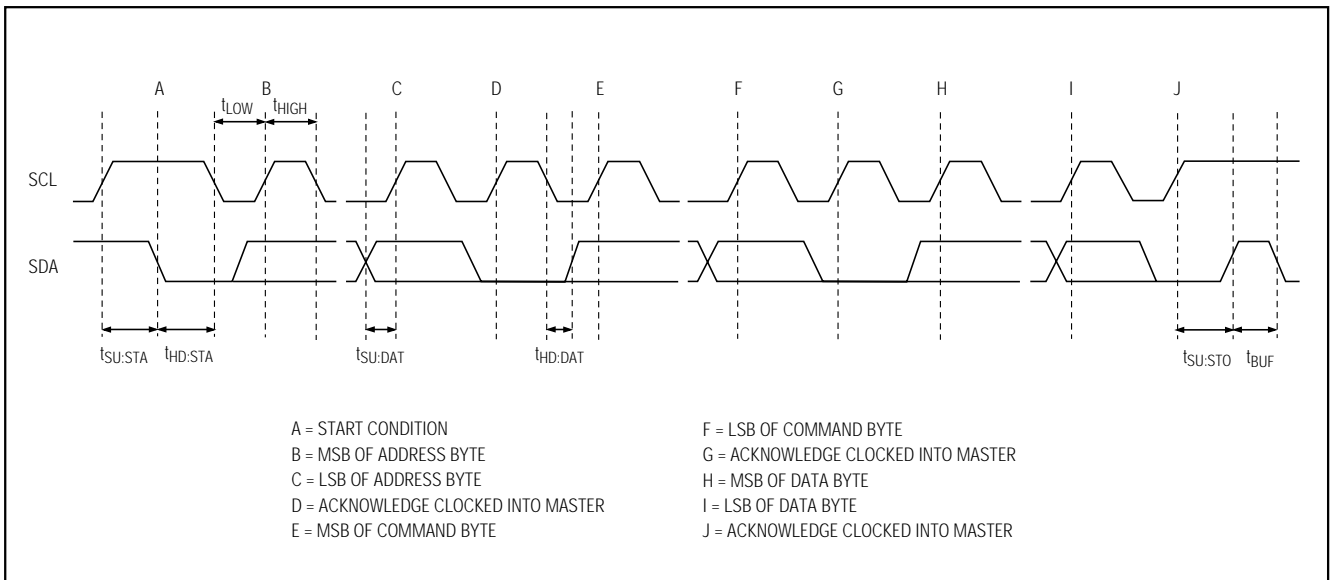 A B C D E F G H I J
tLOW tHIGH
SCL
SDA
tSU:STA tHD:STA tSU:DAT tHD:DAT tSU:STO tBUF
A = START CONDITION
B = MSB OF ADDRESS BYTE
C = LSB OF ADDRESS BYTE
D = ACKNOWLEDGE CLOCKED INTO MASTER
E = MSB OF COMMAND BYTE
F = LSB OF COMMAND BYTE
G = ACKNOWLEDGE CLOCKED INTO MASTER
H = MSB OF DATA BYTE
I = LSB OF DATA BYTE
J = ACKNOWLEDGE CLOCKED INTO MASTER